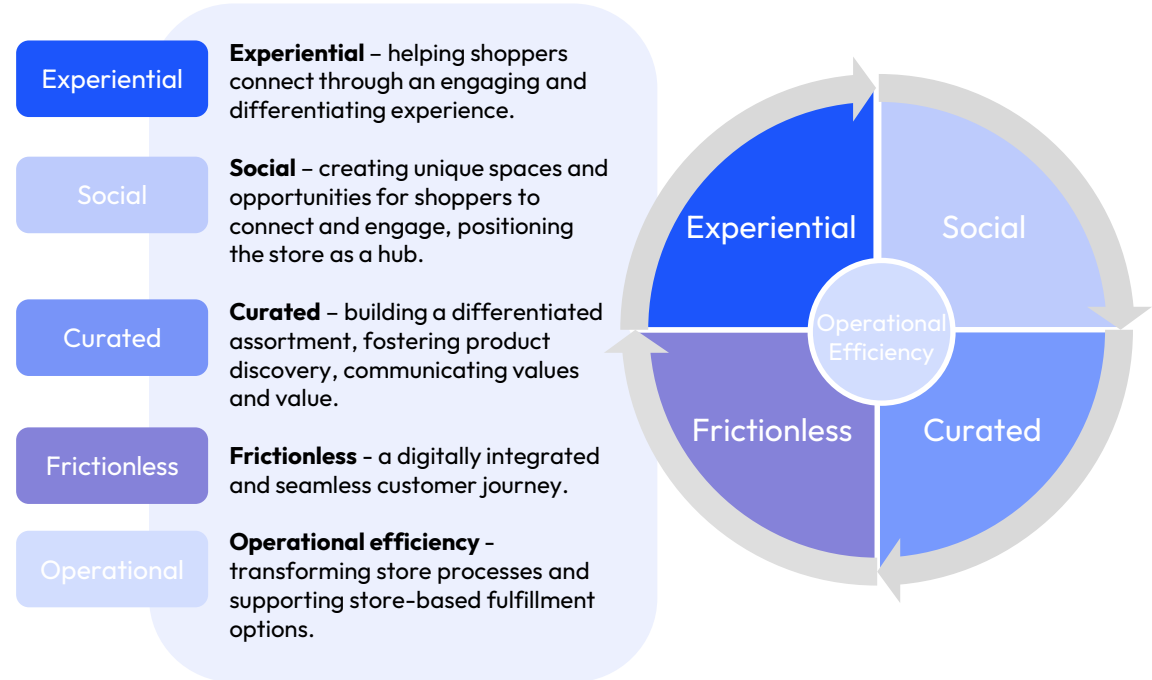 Experiential
Experiential – helping shoppers
connect through an engaging and
differentiating experience.
Social
Social – creating unique spaces and
opportunities for shoppers to
connect and engage, positioning
the store as a hub.
Curated
Curated – building a differentiated
assortment, fostering product
discovery, communicating values
and value.
Frictionless
Frictionless - a digitally integrated
and seamless customer journey.
Operational
Operational efficiency -
transforming store processes and
supporting store-based fulfillment
options.
Experiential
Social
Operational
Efficiency
Frictionless
Curated